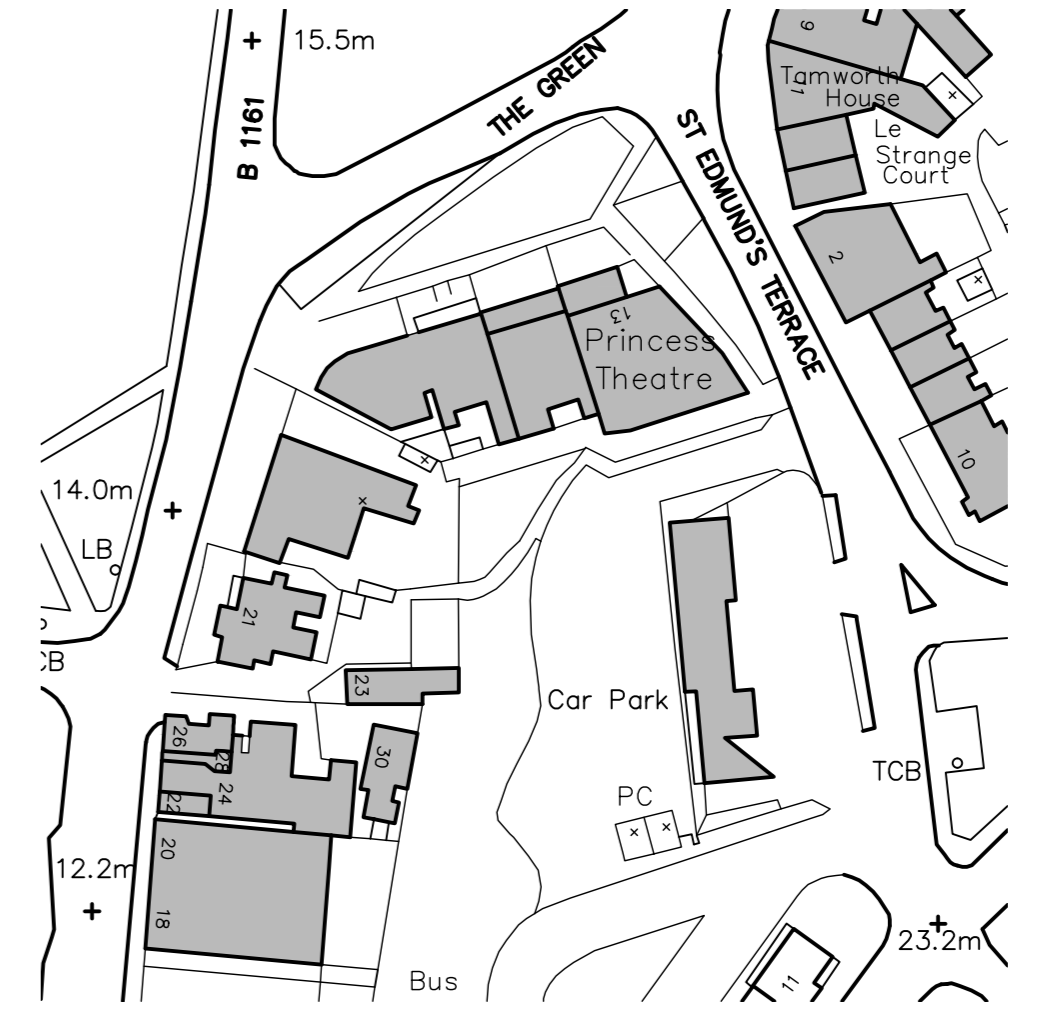 15.5m
B 1161
THE GREEN
ST EDMUND'S TERRACE
9
11
Tamworth
House
Le
Strange
Court
2
13
Princess
Theatre
10
14.0m
LB
21
CB
23
Car Park
26
28
24
22
30
TCB
PC
20
12.2m
18
23.2m
Bus
11